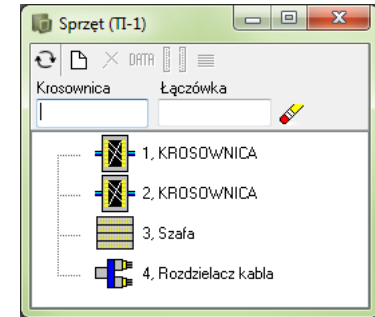 Sprzęt (TI-1)
DATA
Krosownica Łączówka
1, KROSOWNICA
2, KROSOWNICA
3, Szafa
4, Rozdzielacz kabla